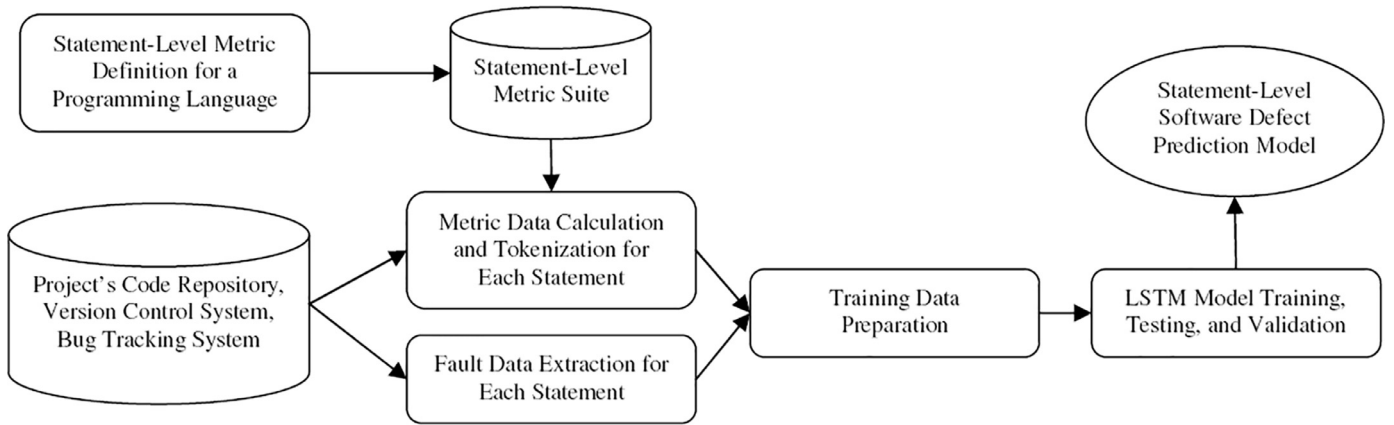 Statement-Level Metric
Definition for a
Programming Language
Statement-Level
Metric Suite
Statement-Level
Software Defect
Prediction Model
Project's Code Repository,
Version Control System,
Bug Tracking System
Metric Data Calculation
and Tokenization for
Each Statement
Fault Data Extraction for
Each Statement
Training Data
Preparation
LSTM Model Training,
Testing, and Validation